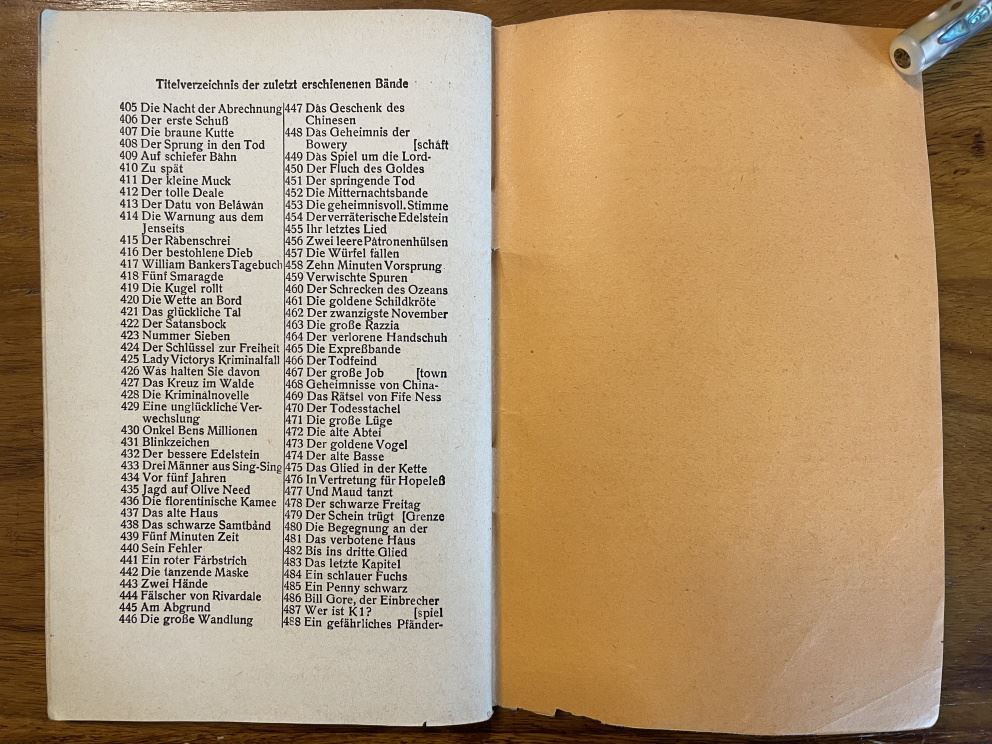 Titelverzeichnis der zuletzt erschienenen Bände
405 Die Nacht der Abrechnung
406 Der erste Schuß
407 Die braune Kutte
408 Der Sprung in den Tod
409 Auf schiefer Bahn
410 Zu spät
411 Der kleine Muck
412 Der tolle Deale
413 Der Datu von Beláwàn
414 Die Warnung aus dem
Jenseits
415 Der Rabenschrei
416 Der bestohlene Dieb
417 William Bankers Tagebuch
418 Fünf Smaragde
419 Die Kugel rollt
420 Die Wette an Bord
421 Das glückliche Tal
422 Der Satansbock
423 Nummer Sieben
424 Der Schlüssel zur Freiheit
425 Lady Victorys Kriminalfall
426 Was halten Sie davon
427 Das Kreuz im Walde
428 Die Kriminalnovelle
429 Eine unglückliche Ver-
wechslung
430 Onkel Bens Millionen
431 Blinkzeichen
432 Der bessere Edelstein
433 Drei Männer aus Sing-Sing
434 Vor fünf Jahren
435 Jagd auf Olive Need
436 Die florentinische Kamee
437 Das alte Haus
438 Das schwarze Samtband
439 Fünf Minuten Zeit
440 Sein Fehler
441 Ein roter Farbstrich
442 Die tanzende Maske
443 Zwei Hände
444 Fälscher von Rivardale
445 Am Abgrund
446 Die große Wandlung
447 Das Geschenk des
Chinesen
448 Das Geheimnis der
Bowery [schaft
449 Das Spiel um die Lord-
450 Der Fluch des Goldes
451 Der springende Tod
452 Die Mitternachtsbande
453 Die geheimnisvoll. Stimme
454 Der verräterische Edelstein
455 Ihr letztes Lied
456 Zwei leere Patronenhülsen
457 Die Würfel fallen
458 Zehn Minuten Vorsprung
459 Verwischte Spuren
460 Der Schrecken des Ozeans
461 Die goldene Schildkröte
462 Der zwanzigste November
463 Die große Razzia
464 Der verlorene Handschuh
465 Die Expreßbande
466 Der Todfeind
467 Der große Job [town
468 Geheimnisse von China-
469 Das Rätsel von Fife Ness
470 Der Todesstachel
471 Die große Lüge
472 Die alte Abtei
473 Der goldene Vogel
474 Der alte Basse
475 Das Glied in der Kette
476 In Vertretung für Hopeleß
477 Und Maud tanzt
478 Der schwarze Freitag
479 Der Schein trügt [Grenze
480 Die Begegnung an der
481 Das verbotene Haus
482 Bis ins dritte Glied
483 Das letzte Kapitel
484 Ein schlauer Fuchs
485 Ein Penny schwarz
486 Bill Gore, der Einbrecher
487 Wer ist K1? [spiel
488 Ein gefährliches Pfänder-